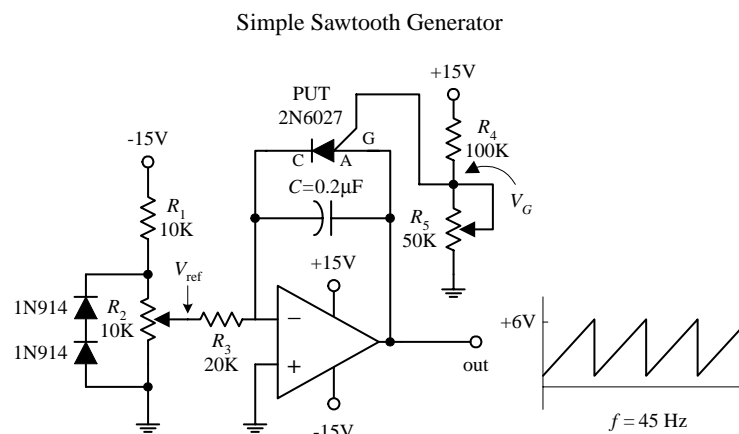 Simple Sawtooth Generator
+15V
PUT
2N6027
G
C
A
R4
100K
-15V
C=0.2µF
VG
R1
10K
R5
50K
Vref
+15V
1N914
R2
10K
1N914
R3
20K
−
+
out
-15V
+6V
f = 45 Hz